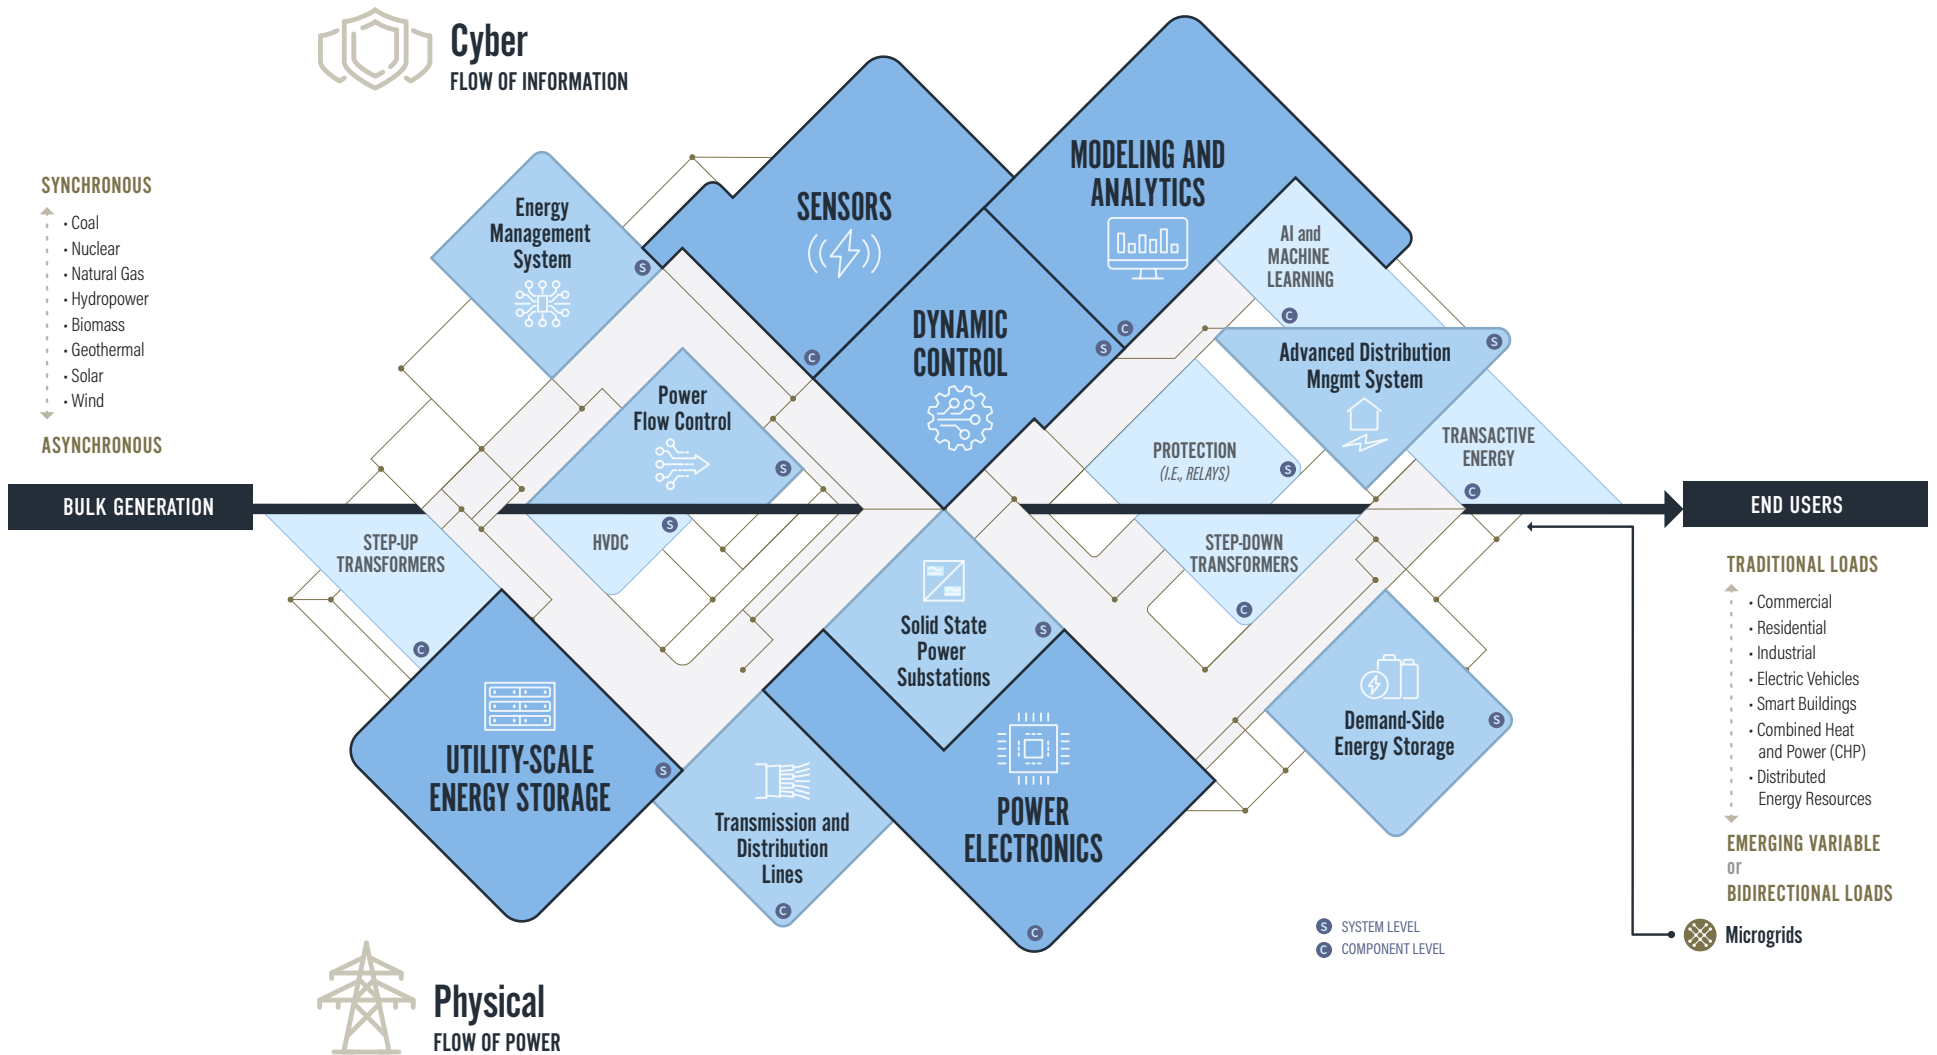 Cyber
FLOW OF INFORMATION
SYNCHRONOUS
• Coal
• Nuclear
• Natural Gas
• Hydropower
• Biomass
• Geothermal
• Solar
• Wind
ASYNCHRONOUS
BULK GENERATION
Energy
Management
System
S
SENSORS
C
MODELING AND
ANALYTICS
C
DYNAMIC
CONTROL
S
AI and
MACHINE
LEARNING
C
Advanced Distribution
Mngmt System
S
Power
Flow Control
S
PROTECTION
(I.E., RELAYS)
S
TRANSACTIVE
ENERGY
C
STEP-UP
TRANSFORMERS
C
HVDC
S
STEP-DOWN
TRANSFORMERS
C
Solid State
Power
Substations
S
UTILITY-SCALE
ENERGY STORAGE
S
Transmission and
Distribution
Lines
C
POWER
ELECTRONICS
C
Demand-Side
Energy Storage
S
END USERS
TRADITIONAL LOADS
• Commercial
• Residential
• Industrial
• Electric Vehicles
• Smart Buildings
• Combined Heat
and Power (CHP)
• Distributed
Energy Resources
EMERGING VARIABLE
or
BIDIRECTIONAL LOADS
Microgrids
S SYSTEM LEVEL
C COMPONENT LEVEL
Physical
FLOW OF POWER